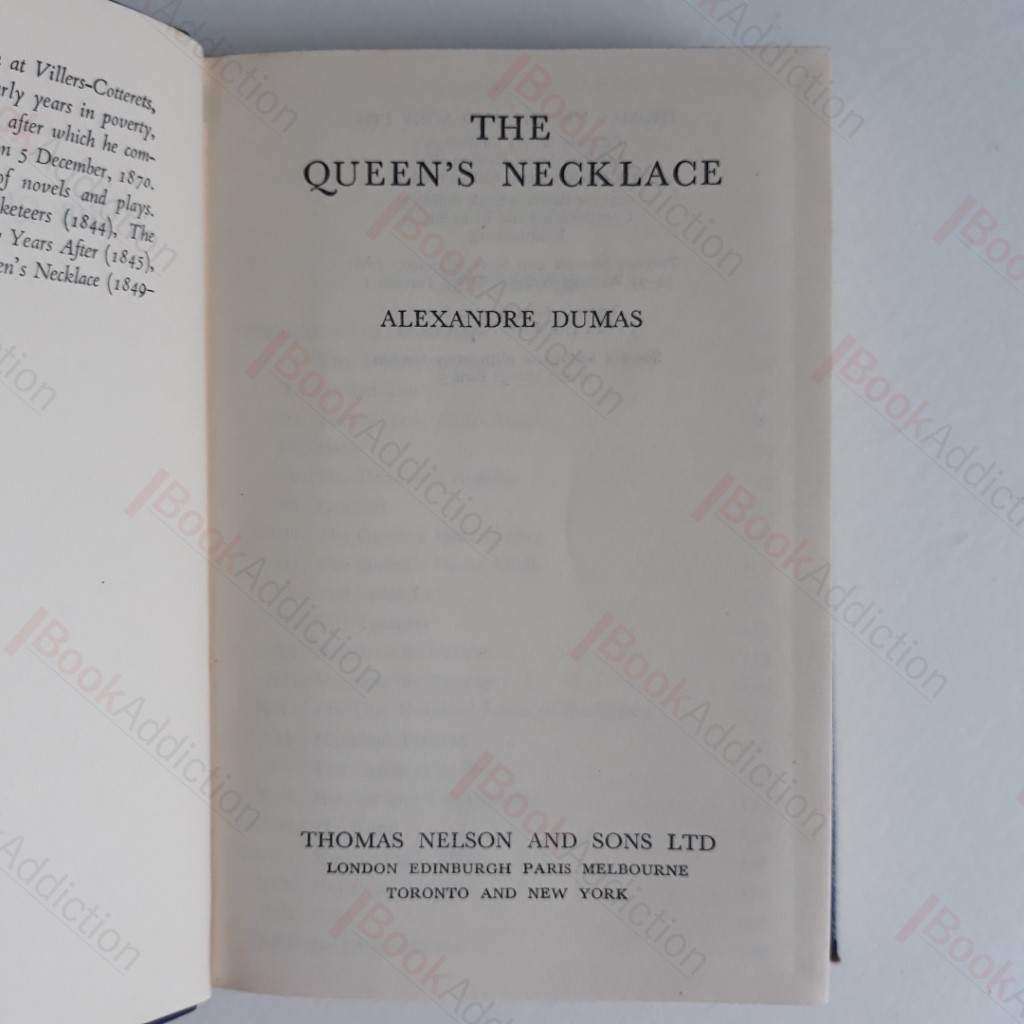 at Villers-Cotterets,
rly years in poverty,
after which he com-
n 5 December, 1870.
of novels and plays.
keteers (1844), The
Years After (1845),
en's Necklace (1849–
THE
QUEEN'S NECKLACE
ALEXANDRE DUMAS
THOMAS NELSON AND SONS LTD
LONDON EDINBURGH PARIS MELBOURNE
TORONTO AND NEW YORK
BookAddiction